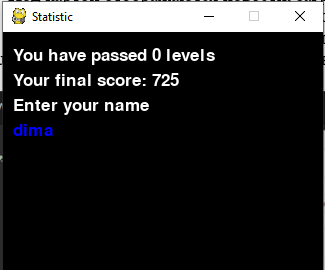 Statistic
You have passed 0 levels
Your final score: 725
Enter your name
dima